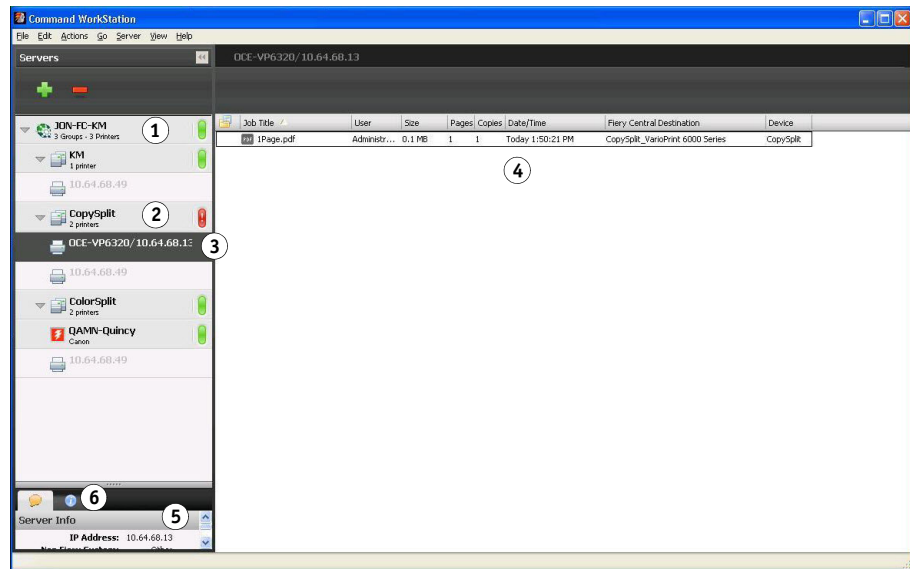 Command WorkStation
File Edit Actions Go Server View Help
Servers
OCE-VP6320/10.64.68.13
JON-FC-KM
3 Groups - 3 Printers
1
KM
1 printer
10.64.68.49
CopySplit
2 printers
2
OCE-VP6320/10.64.68.13
3
10.64.68.49
ColorSplit
2 printers
QAMN-Quincy
Canon
10.64.68.49
Job Title User Size Pages Copies Date/Time Fiery Central Destination Device
PDF 1Page.pdf Administr... 0.1 MB 1 1 Today 1:50:21 PM CopySplit_VarioPrint 6000 Series CopySplit
4
6
Server Info
5
IP Address: 10.64.68.13